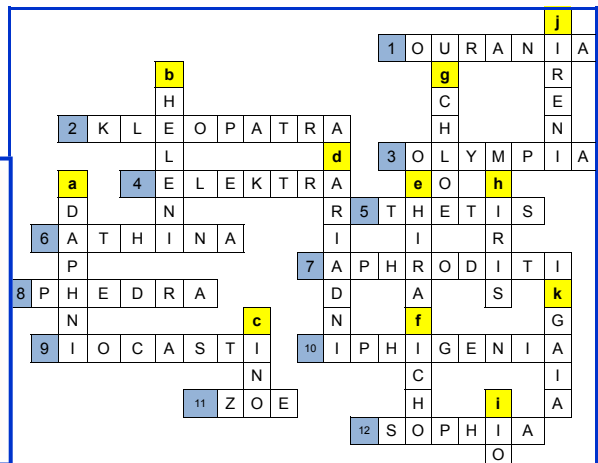 j
1 O U R A N I A
b g R
H C E
2 K L E O P A T R A H N
L d 3 O L Y M P I A
a 4 E L E K T R A e O h
D N R 5 T H E T I S
6 A T H I N A I I R
P 7 A P H R O D I T I
8 P H E D R A D A S k
N c N f G
9 I O C A S T I 10 I P H I G E N I A
N C I
11 Z O E H i A
12 S O P H I A
O